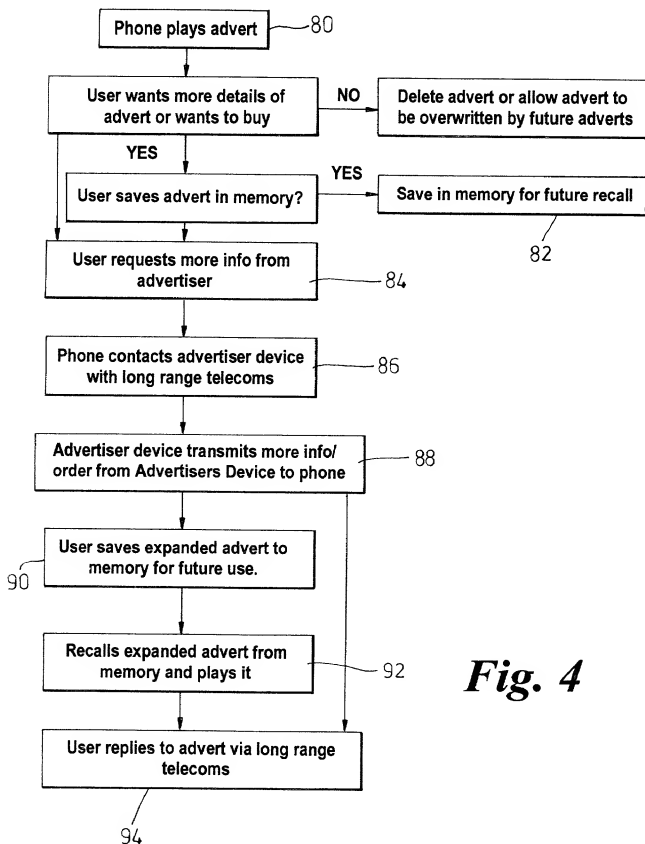 Phone plays advert
80
User wants more details of
advert or wants to buy
NO
Delete advert or allow advert to
be overwritten by future adverts
YES
User saves advert in memory?
YES
Save in memory for future recall
82
User requests more info from
advertiser
84
Phone contacts advertiser device
with long range telecoms
86
Advertiser device transmits more info/
order from Advertisers Device to phone
88
User saves expanded advert to
memory for future use.
90
Recalls expanded advert from
memory and plays it
92
Fig. 4
User replies to advert via long range
telecoms
94